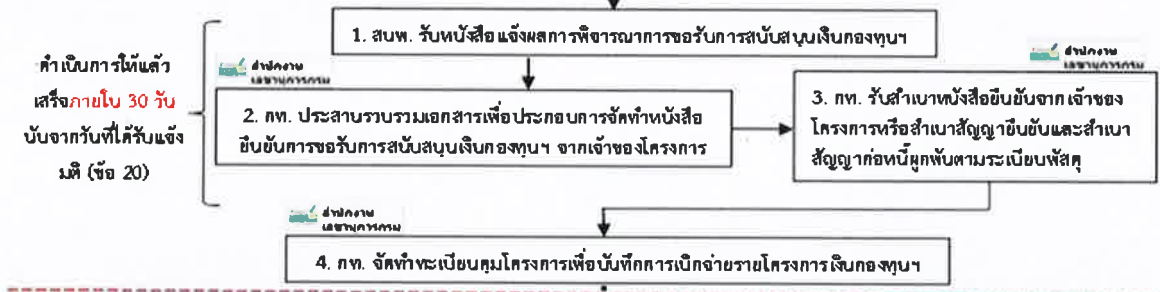 1. สบพ. รับหนังสือแจ้งผลการพิจารณาการขอรับการสนับสนุนเงินกองทุนฯ
ดำเนินการให้แล้ว
เสร็จภายใน 30 วัน
นับจากวันที่ได้รับแจ้ง
มติ (ข้อ 20)
สำนักงาน
เลขานุการกรม
2. กท. ประสานรวบรวมเอกสารเพื่อประกอบการจัดทำหนังสือ
ยืนยันการขอรับการสนับสนุนเงินกองทุนฯ จากเจ้าของโครงการ
สำนักงาน
เลขานุการกรม
3. กท. รับสำเนาหนังสือยืนยันจากเจ้าของ
โครงการหรือสำเนาสัญญายืนยันและสำเนา
สัญญาก่อหนี้ผูกพันตามระเบียบพัสดุ
สำนักงาน
เลขานุการกรม
4. กท. จัดทำทะเบียนคุมโครงการเพื่อบันทึกการเบิกจ่ายรายโครงการเงินกองทุนฯ